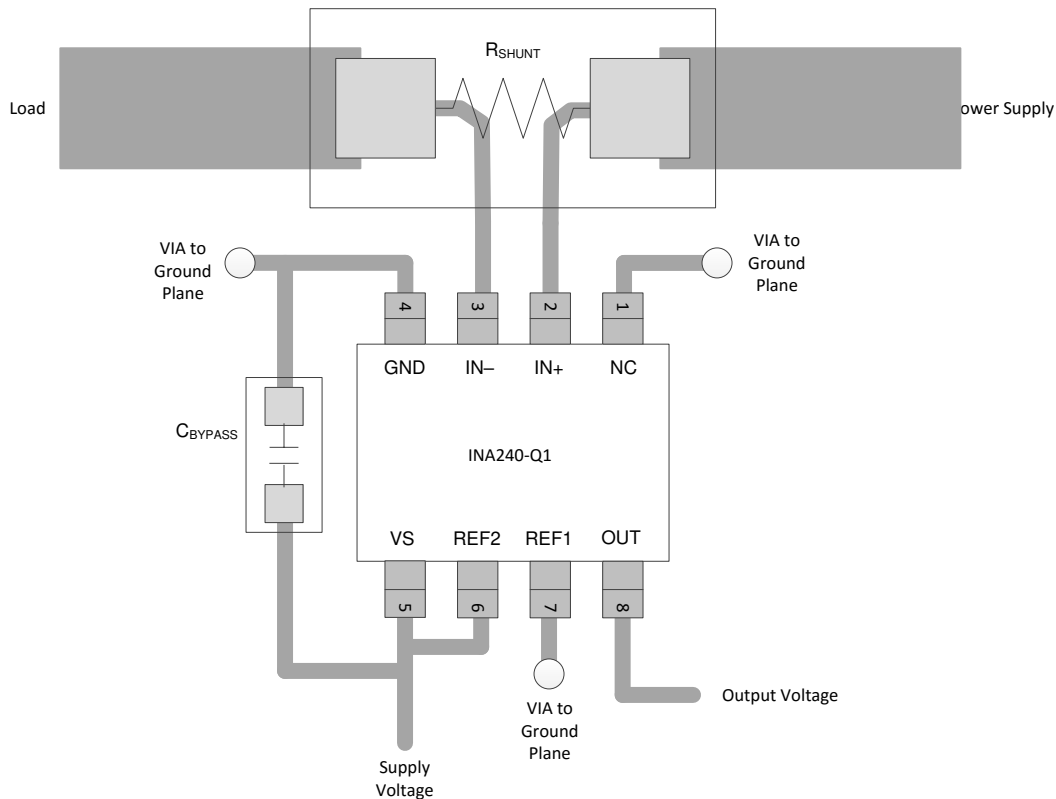 RSHUNT
Load
ower Supply
VIA to
Ground
Plane
VIA to
Ground
Plane
4
3
2
1
GND
IN–
IN+
NC
CBYPASS
INA240-Q1
VS
REF2
REF1
OUT
5
6
7
8
Output Voltage
VIA to
Ground
Plane
Supply
Voltage